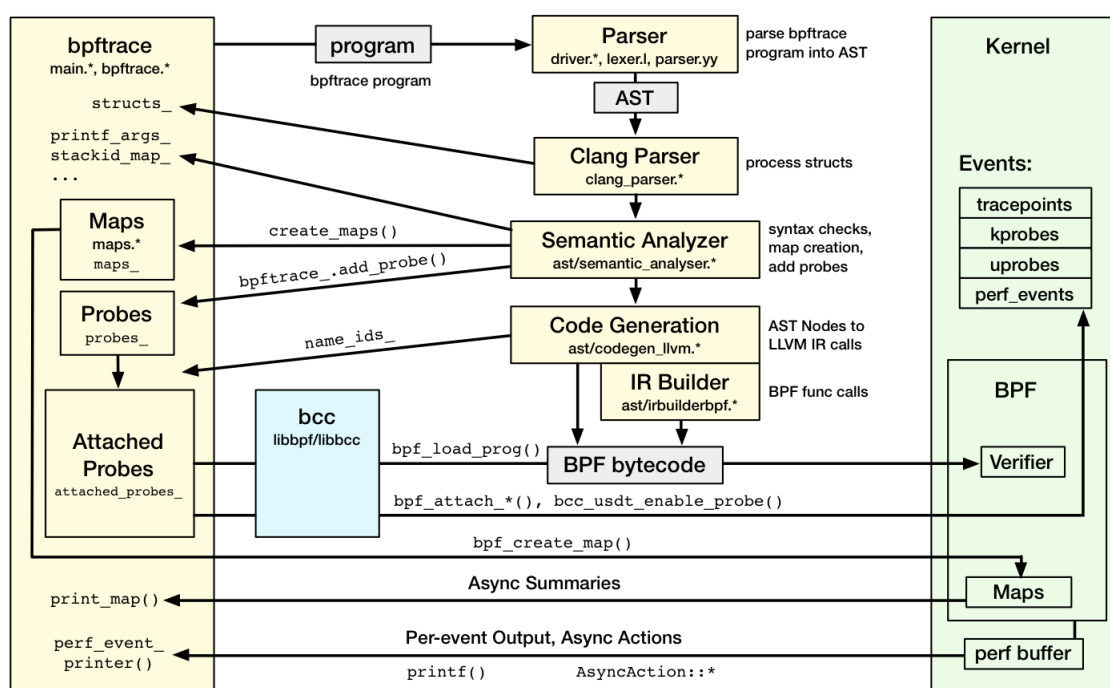 bpftrace
main.*, bpftrace.*
program
bpftrace program
Parser
driver.*, lexer.l, parser.yy
parse bpftrace
program into AST
Kernel
AST
structs_
printf_args_
stackid_map_
...
Clang Parser
clang_parser.*
process structs
Events:
tracepoints
kprobes
uprobes
perf_events
Maps
maps.*
maps_
create_maps()
bpftrace_.add_probe()
Semantic Analyzer
ast/semantic_analyser.*
syntax checks,
map creation,
add probes
Probes
probes_
name_ids_
Code Generation
ast/codegen_llvm.*
AST Nodes to
LLVM IR calls
IR Builder
ast/irbuilderbpf.*
BPF func calls
BPF
Attached
Probes
attached_probes_
bcc
libbpf/libbcc
bpf_load_prog()
BPF bytecode
Verifier
bpf_attach_*(), bcc_usdt_enable_probe()
bpf_create_map()
Async Summaries
print_map()
Maps
Per-event Output, Async Actions
perf_event_
printer()
printf()
AsyncAction::*
perf buffer